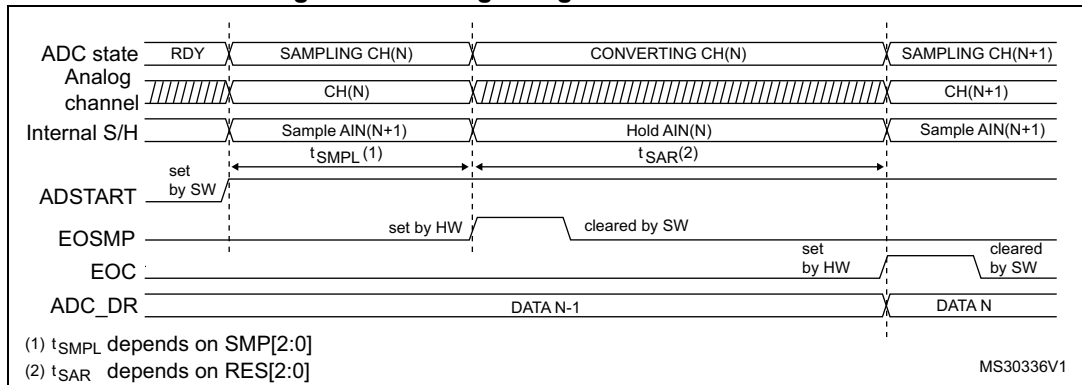 ADC state RDY SAMPLING CH(N) CONVERTING CH(N) SAMPLING CH(N+1)
Analog
channel CH(N) CH(N+1)
Internal S/H Sample AIN(N+1) Hold AIN(N) Sample AIN(N+1)
tSMPL(1) tSAR(2)
set
by SW
ADSTART
set by HW cleared by SW
EOSMP
set
by HW
cleared
by SW
EOC
ADC_DR DATA N-1 DATA N
(1) tSMPL depends on SMP[2:0]
(2) tSAR depends on RES[2:0]
MS30336V1